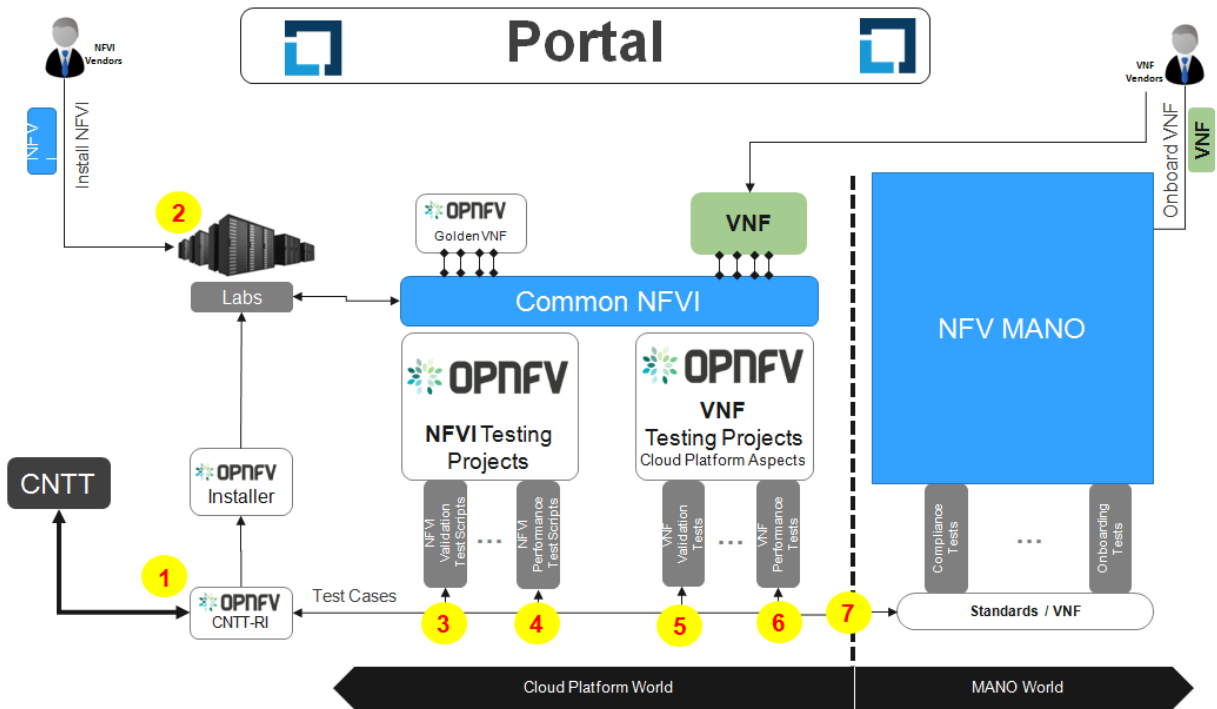 Portal
NFVI
Vendors
VNF
Vendors
NFV
Install NFVI
Onboard VNF
VNF
2
OPNFV
Golden VNF
VNF
Labs
Common NFVI
NFV MANO
OPNFV
NFVI Testing
Projects
OPNFV
VNF
Testing Projects
Cloud Platform Aspects
CNTT
OPNFV
Installer
NFVI
Validation
Test Scripts
...
NFVI
Performance
Test Scripts
VNF
Validation
Tests
...
VNF
Performance
Tests
Compliance
Tests
...
Onboarding
Tests
1
OPNFV
CNTT-RI
Test Cases
3
4
5
6
7
Standards / VNF
Cloud Platform World
MANO World